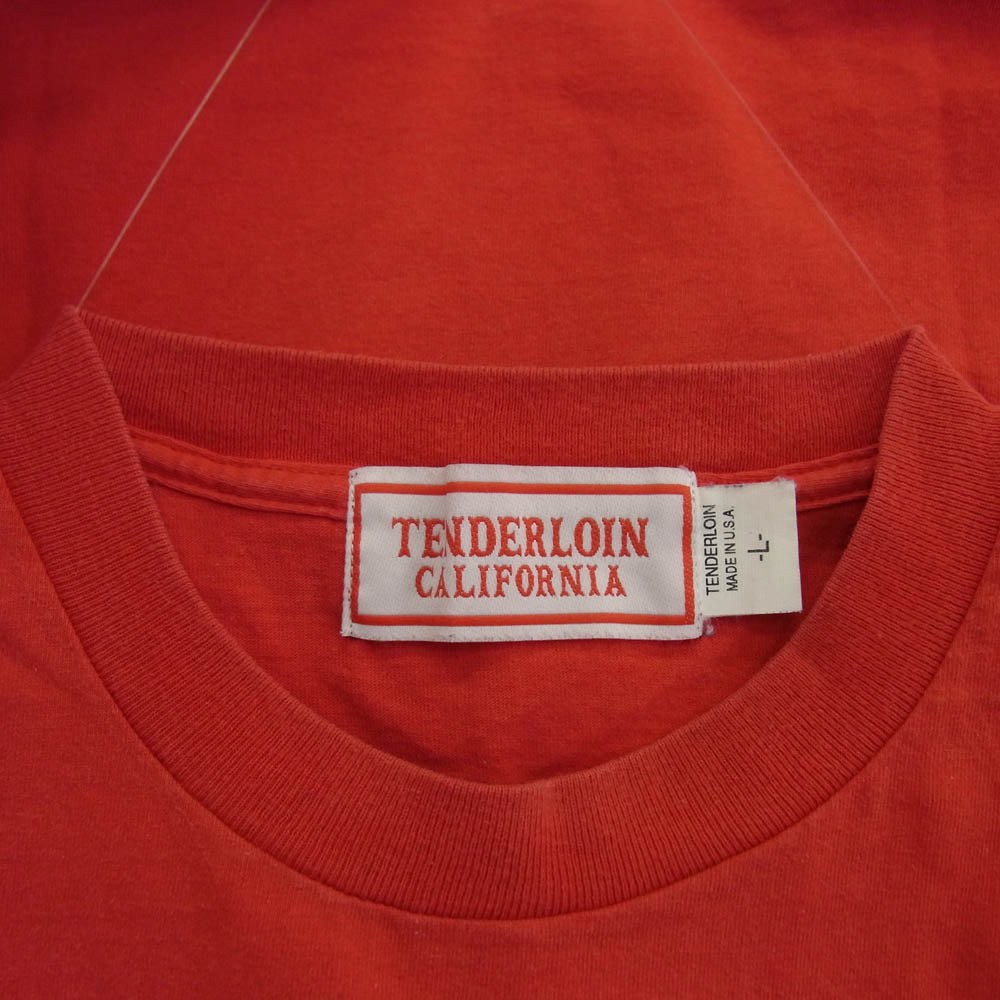 TENDERLOIN
CALIFORNIA
TENDERLOIN
MADE IN U.S.A.
-L-